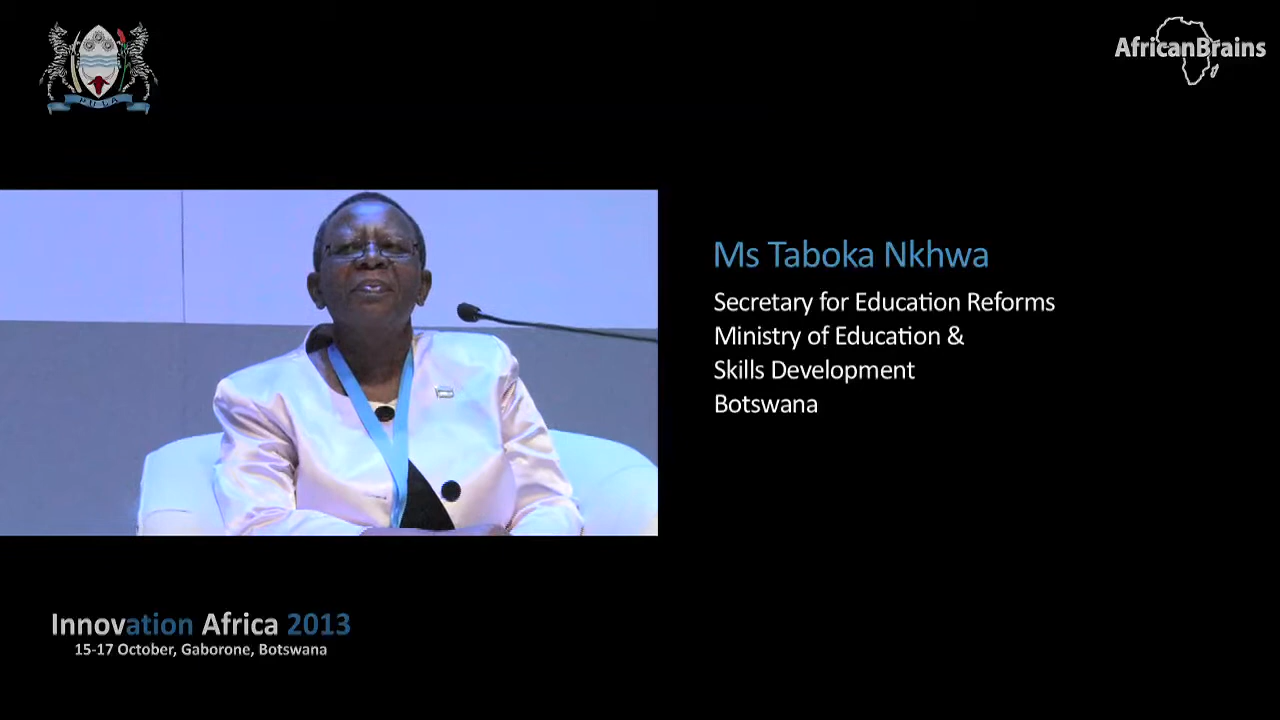 PULA
AfricanBrains
Ms Taboka Nkhwa
Secretary for Education Reforms
Ministry of Education &
Skills Development
Botswana
Innovation Africa 2013
15-17 October, Gaborone, Botswana